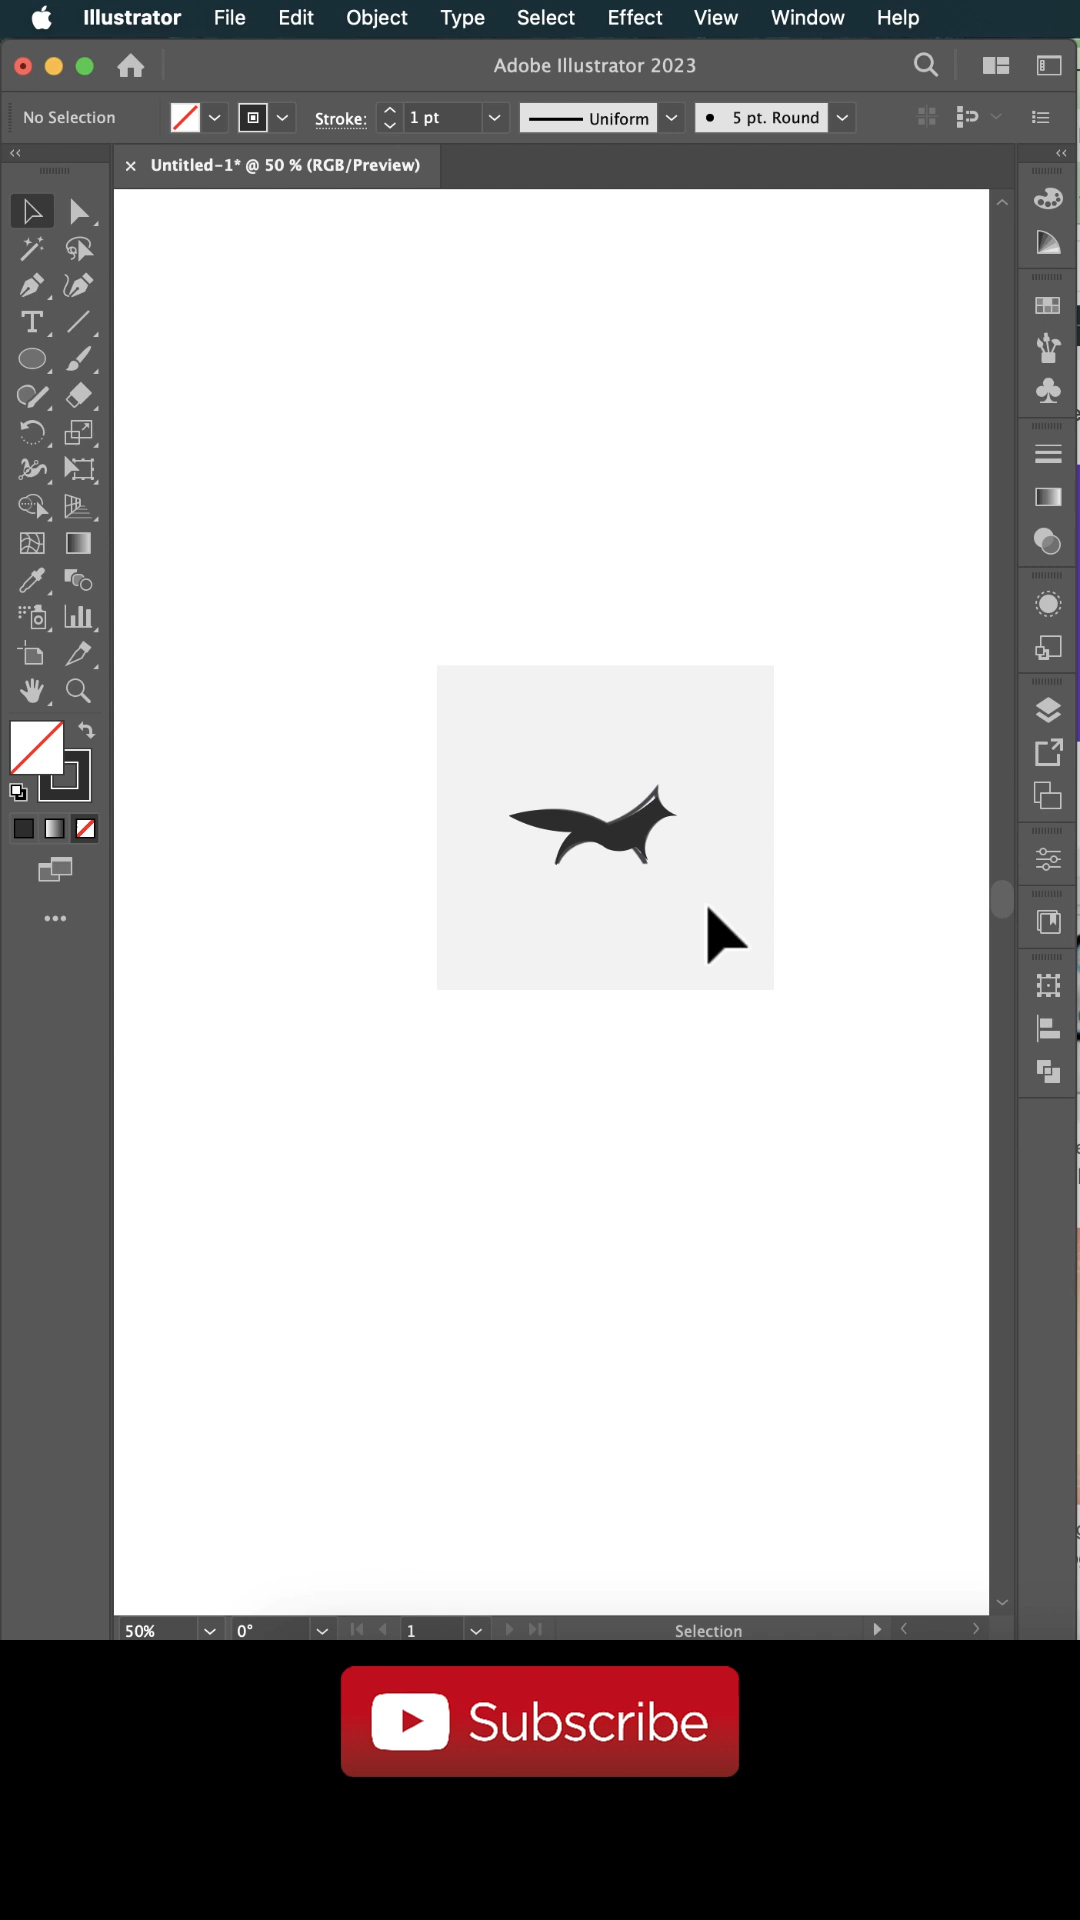 Illustrator File Edit Object Type Select Effect View Window Help
Adobe Illustrator 2023
No Selection Stroke: 1 pt Uniform 5 pt. Round
Untitled-1* @ 50 % (RGB/Preview)
50% 0° 1 Selection
Subscribe